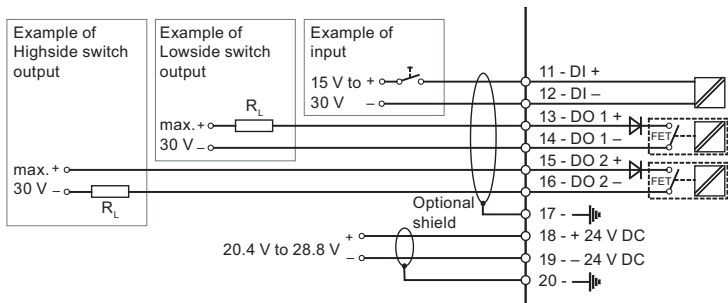 Example of
Highside switch
output
Example of
Lowside switch
output
Example of
input
15 V to +
30 V –
R_L
max. +
30 V –
max. +
30 V –
R_L
11 - DI +
12 - DI –
13 - DO 1 +
14 - DO 1 –
15 - DO 2 +
16 - DO 2 –
FET
FET
Optional
shield
17 -
18 - + 24 V DC
19 - – 24 V DC
20 -
20.4 V to 28.8 V
+
–